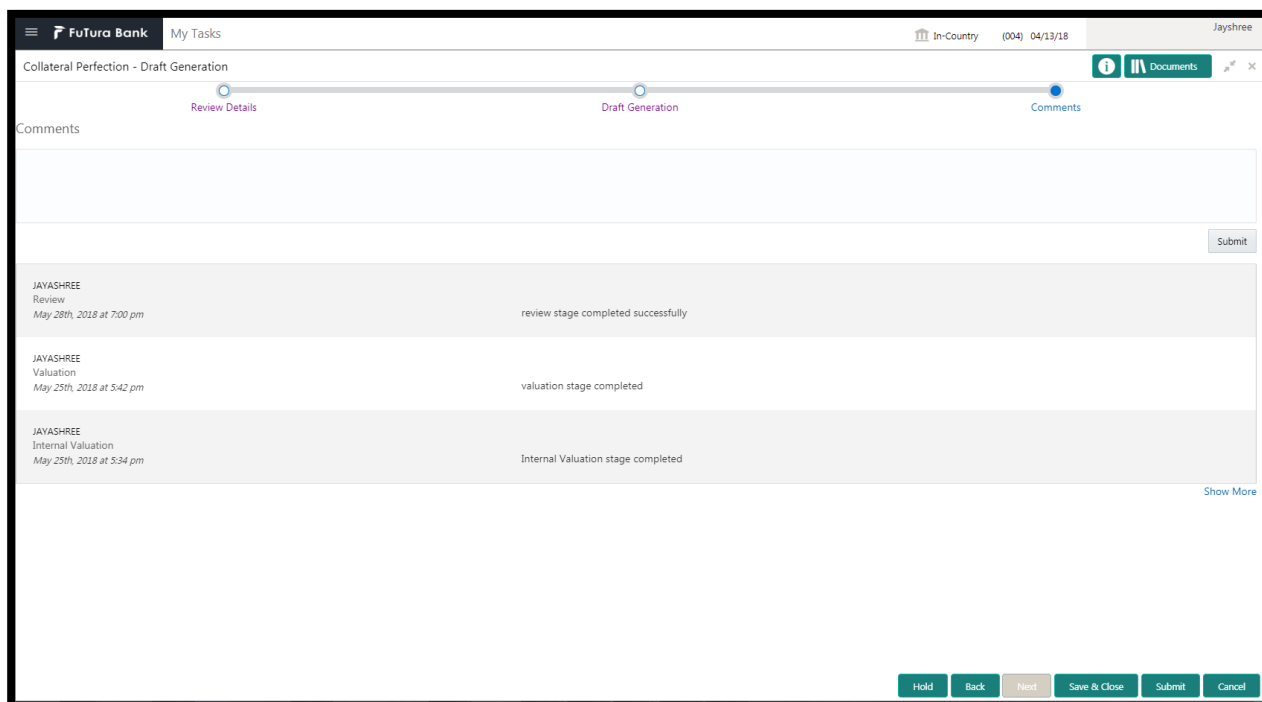 FuTura Bank
My Tasks
In-Country
(004) 04/13/18
Jayshree
Collateral Perfection - Draft Generation
i
Documents
Review Details
Draft Generation
Comments
Comments
Submit
JAYASHREE
Review
May 28th, 2018 at 7:00 pm
review stage completed successfully
JAYASHREE
Valuation
May 25th, 2018 at 5:42 pm
valuation stage completed
JAYASHREE
Internal Valuation
May 25th, 2018 at 5:34 pm
Internal Valuation stage completed
Show More
Hold
Back
Next
Save & Close
Submit
Cancel